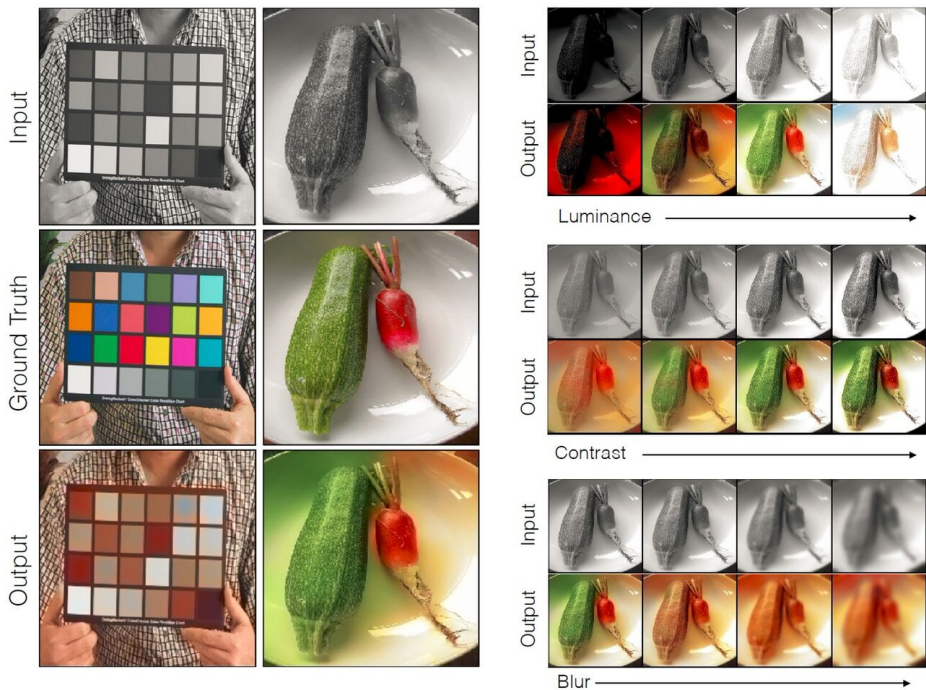 Input
Ground Truth
Output
Input
Output
Luminance
Input
Output
Contrast
Input
Output
Blur